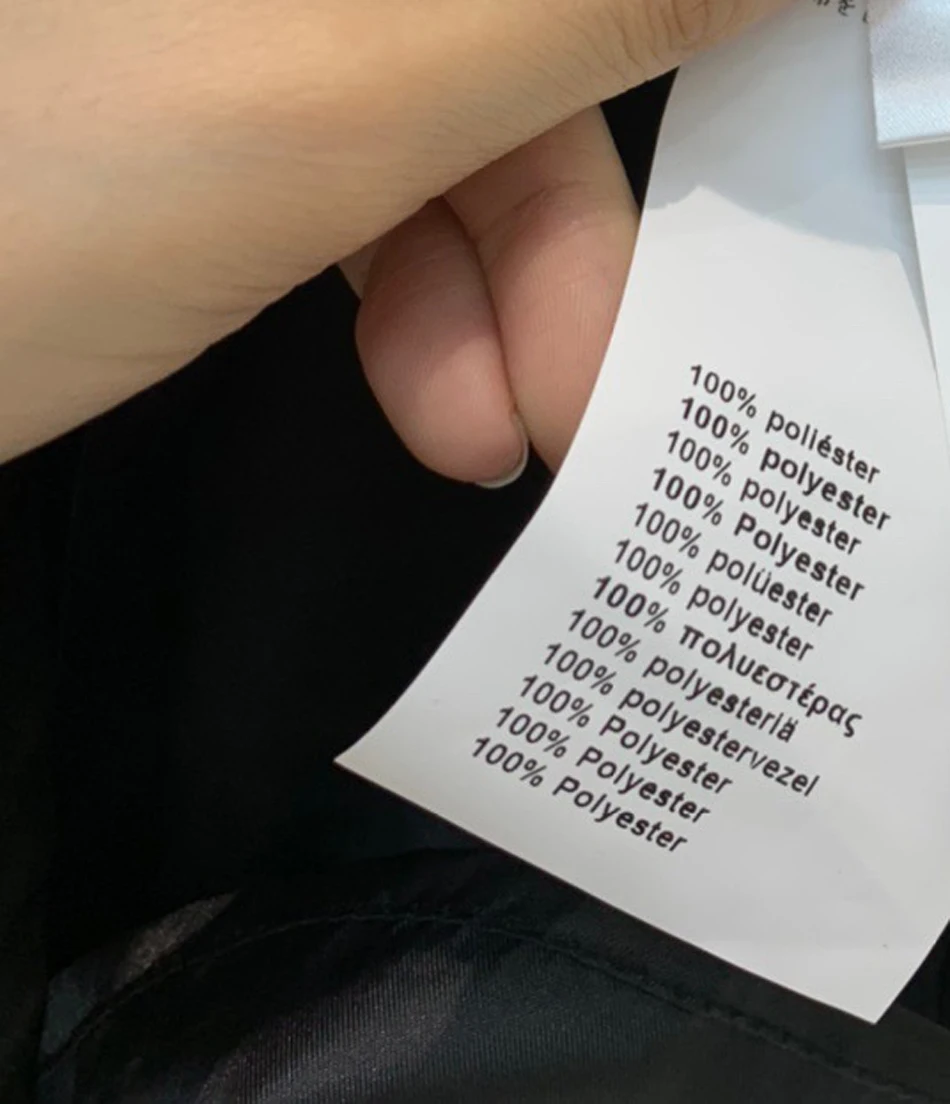 100% poliéster
100% polyester
100% polyester
100% Polyester
100% polüester
100% polyester
100% πολυεστέρας
100% polyesteriä
100% polyestervezel
100% Polyester
100% Polyester
100% Polyester